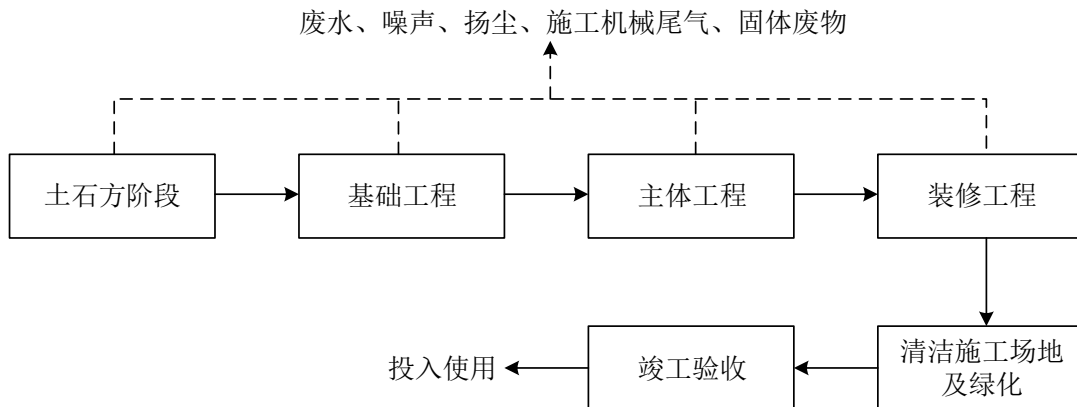 废水、噪声、扬尘、施工机械尾气、固体废物
土石方阶段
基础工程
主体工程
装修工程
清洁施工场地
及绿化
竣工验收
投入使用